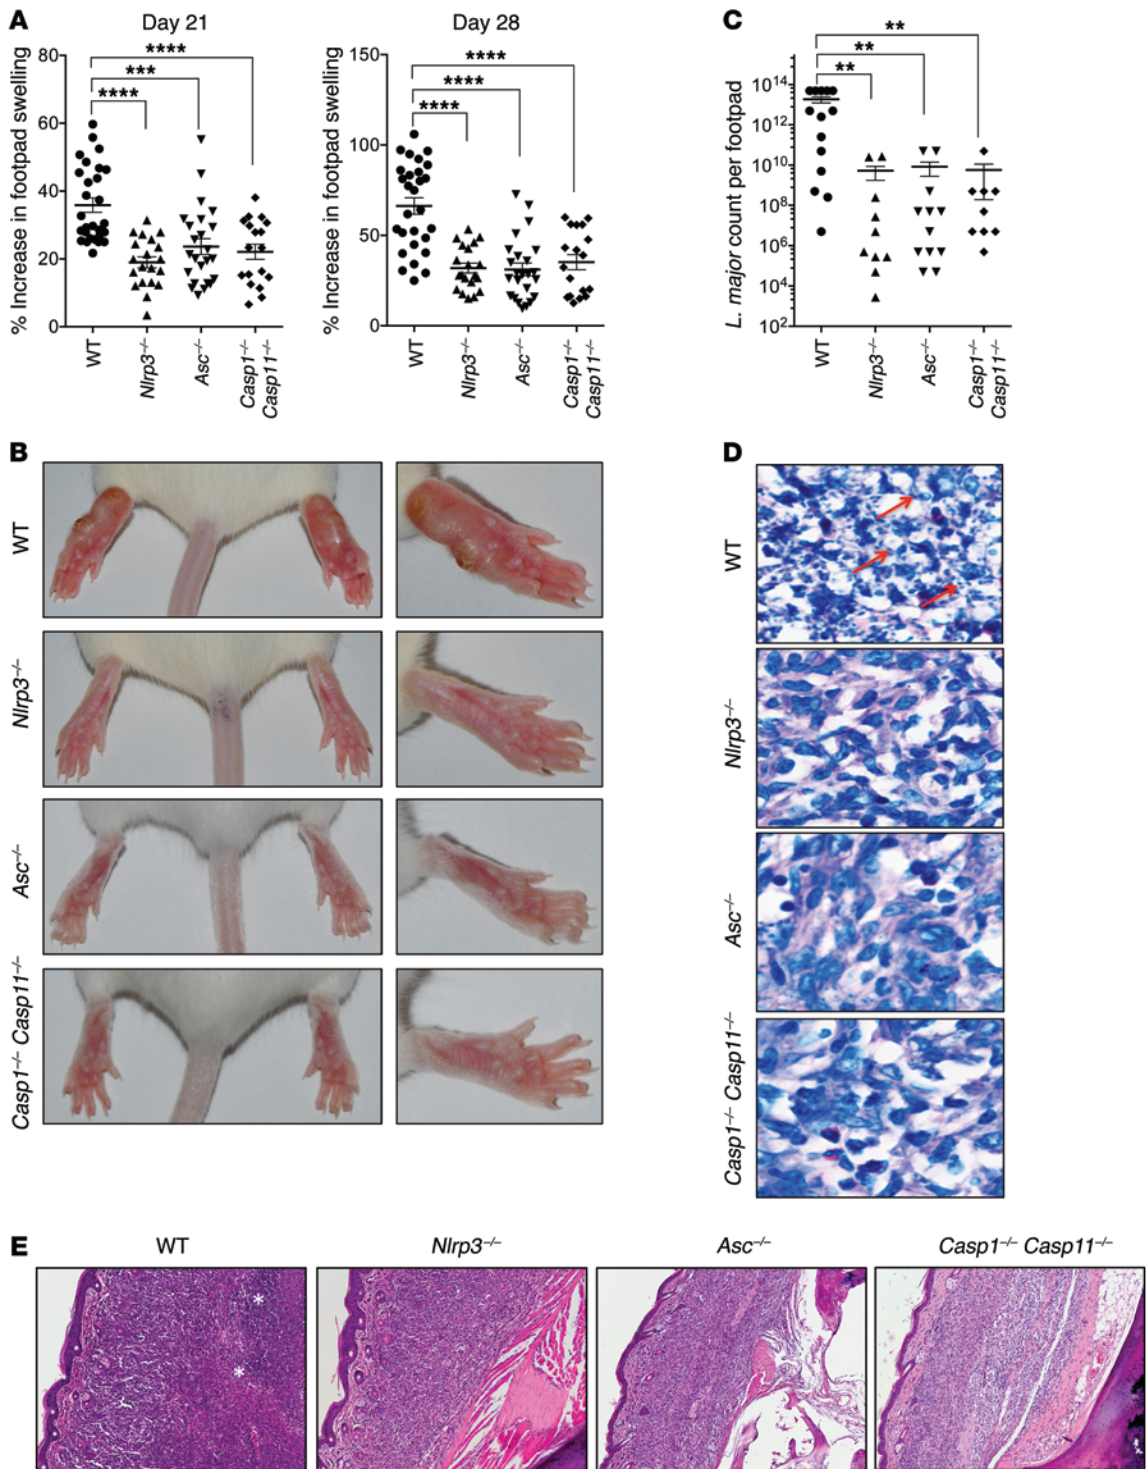 A
Day 21
% Increase in footpad swelling
80
60
40
20
0
****
***
****
WT
Nlrp3–/–
Asc–/–
Casp1–/–
Casp11–/–
Day 28
% Increase in footpad swelling
150
100
50
0
****
****
****
WT
Nlrp3–/–
Asc–/–
Casp1–/–
Casp11–/–
C
L. major count per footpad
10¹⁴
10¹²
10¹⁰
10⁸
10⁶
10⁴
10²
**
**
**
WT
Nlrp3–/–
Asc–/–
Casp1–/–
Casp11–/–
B
WT
Nlrp3–/–
Asc–/–
Casp1–/– Casp11–/–
D
WT
Nlrp3–/–
Asc–/–
Casp1–/– Casp11–/–
E
WT
Nlrp3–/–
Asc–/–
Casp1–/– Casp11–/–
*
*